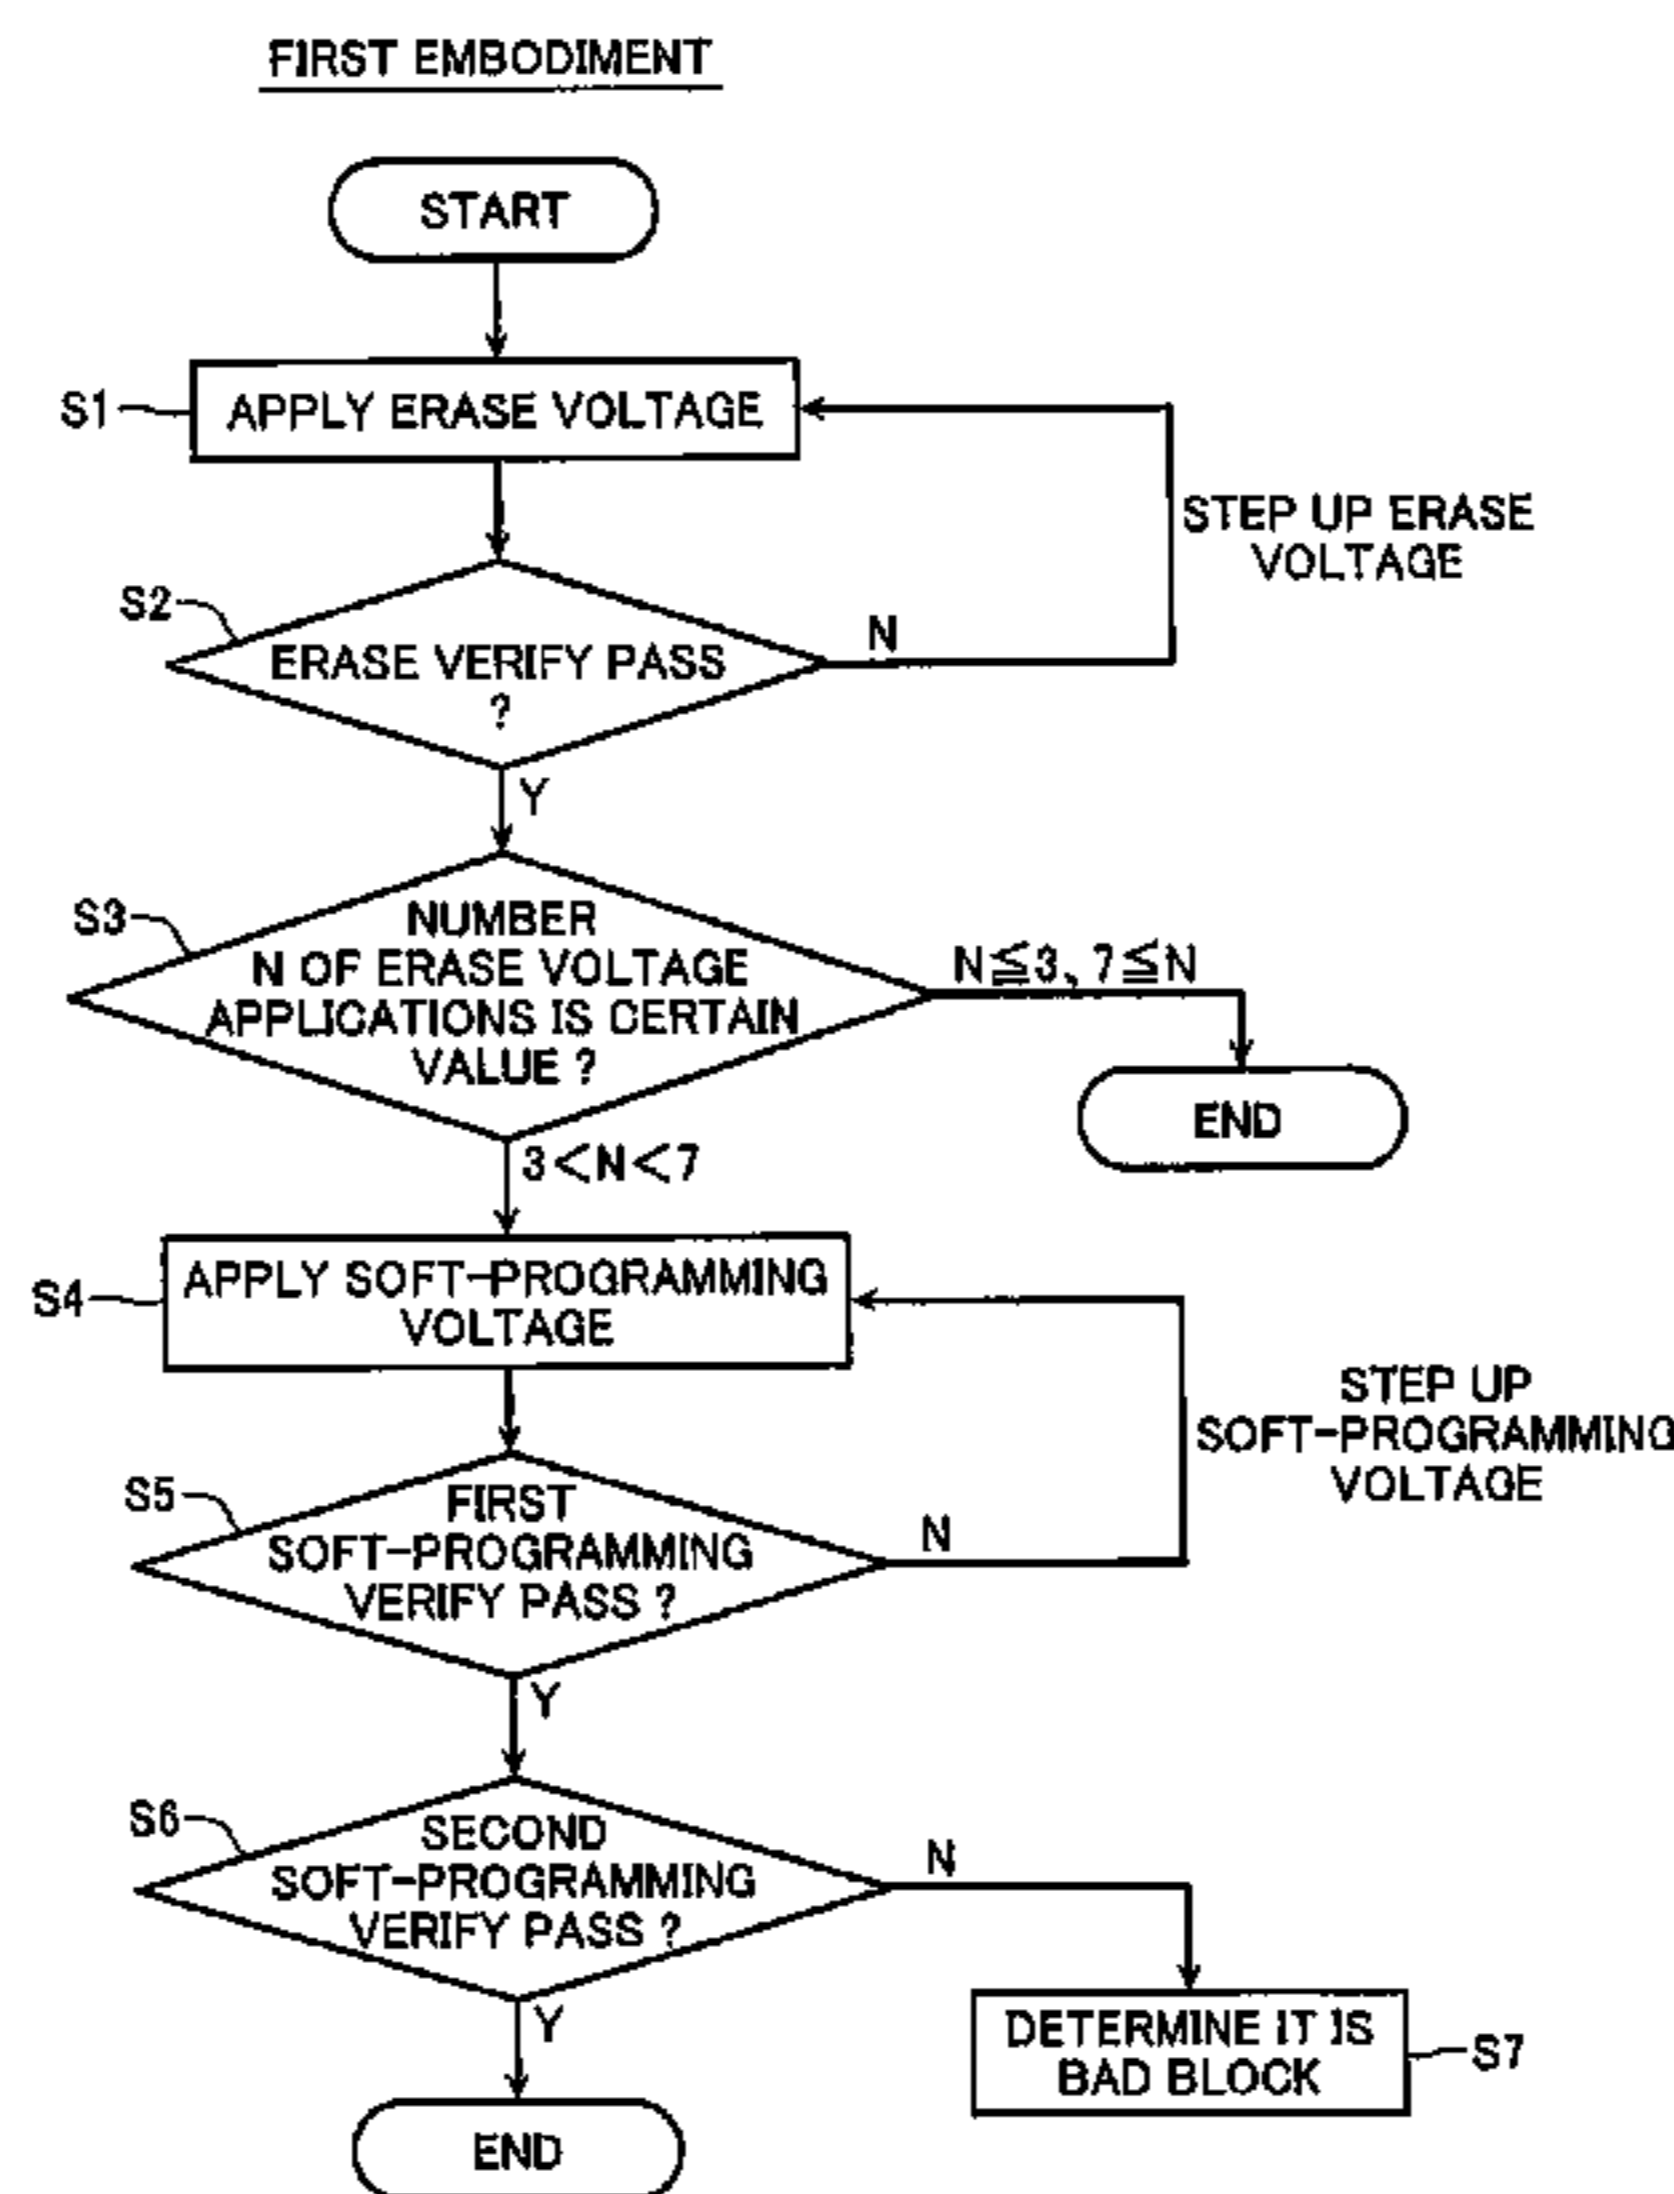 FIRST EMBODIMENT
START
S1
APPLY ERASE VOLTAGE
STEP UP ERASE
VOLTAGE
S2
ERASE VERIFY PASS
?
N
Y
S3
NUMBER
N OF ERASE VOLTAGE
APPLICATIONS IS CERTAIN
VALUE ?
N≦3, 7≦N
END
3<N<7
S4
APPLY SOFT-PROGRAMMING
VOLTAGE
STEP UP
SOFT-PROGRAMMING
VOLTAGE
S5
FIRST
SOFT-PROGRAMMING
VERIFY PASS ?
N
Y
S6
SECOND
SOFT-PROGRAMMING
VERIFY PASS ?
N
Y
DETERMINE IT IS
BAD BLOCK
S7
END